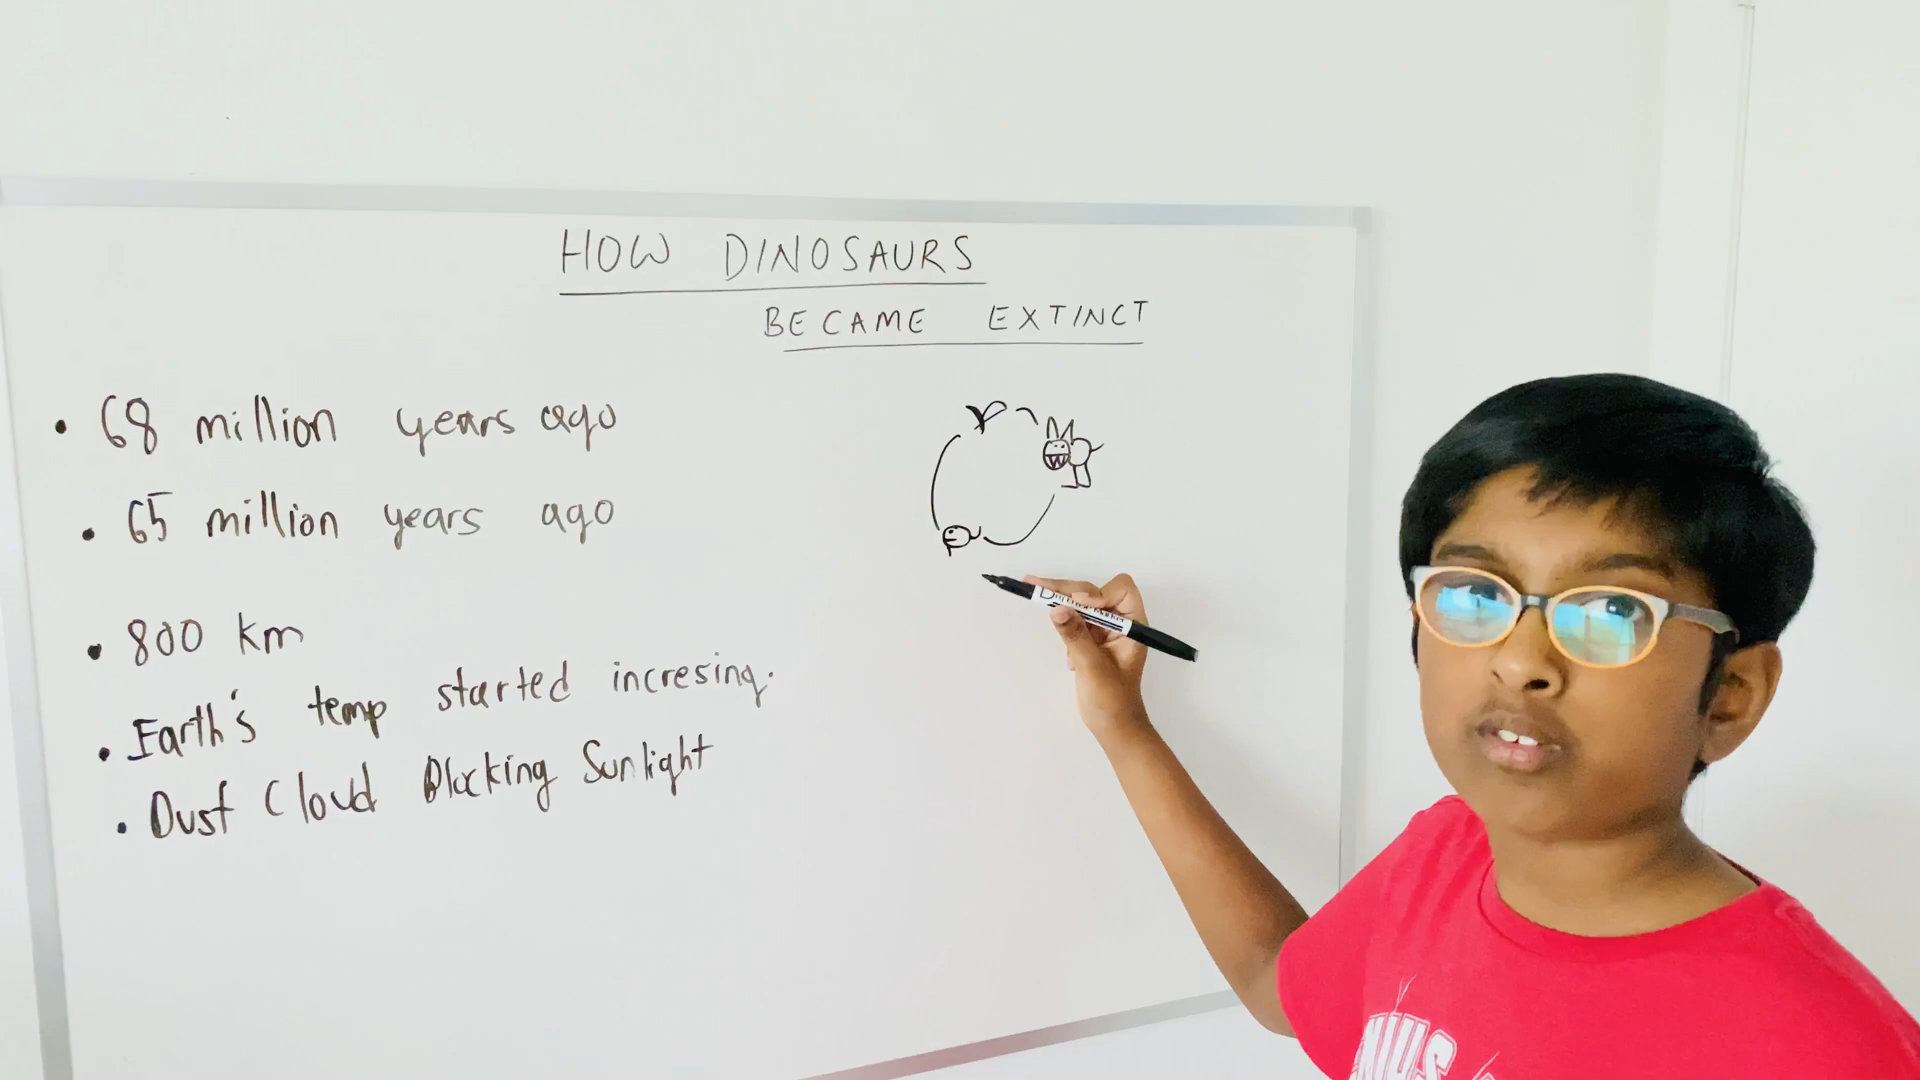 HOW DINOSAURS
BECAME EXTINCT
• 68 million years ago
• 65 million years ago
• 800 km
• Earth's temp started incresing.
• Dust Cloud Blocking Sunlight